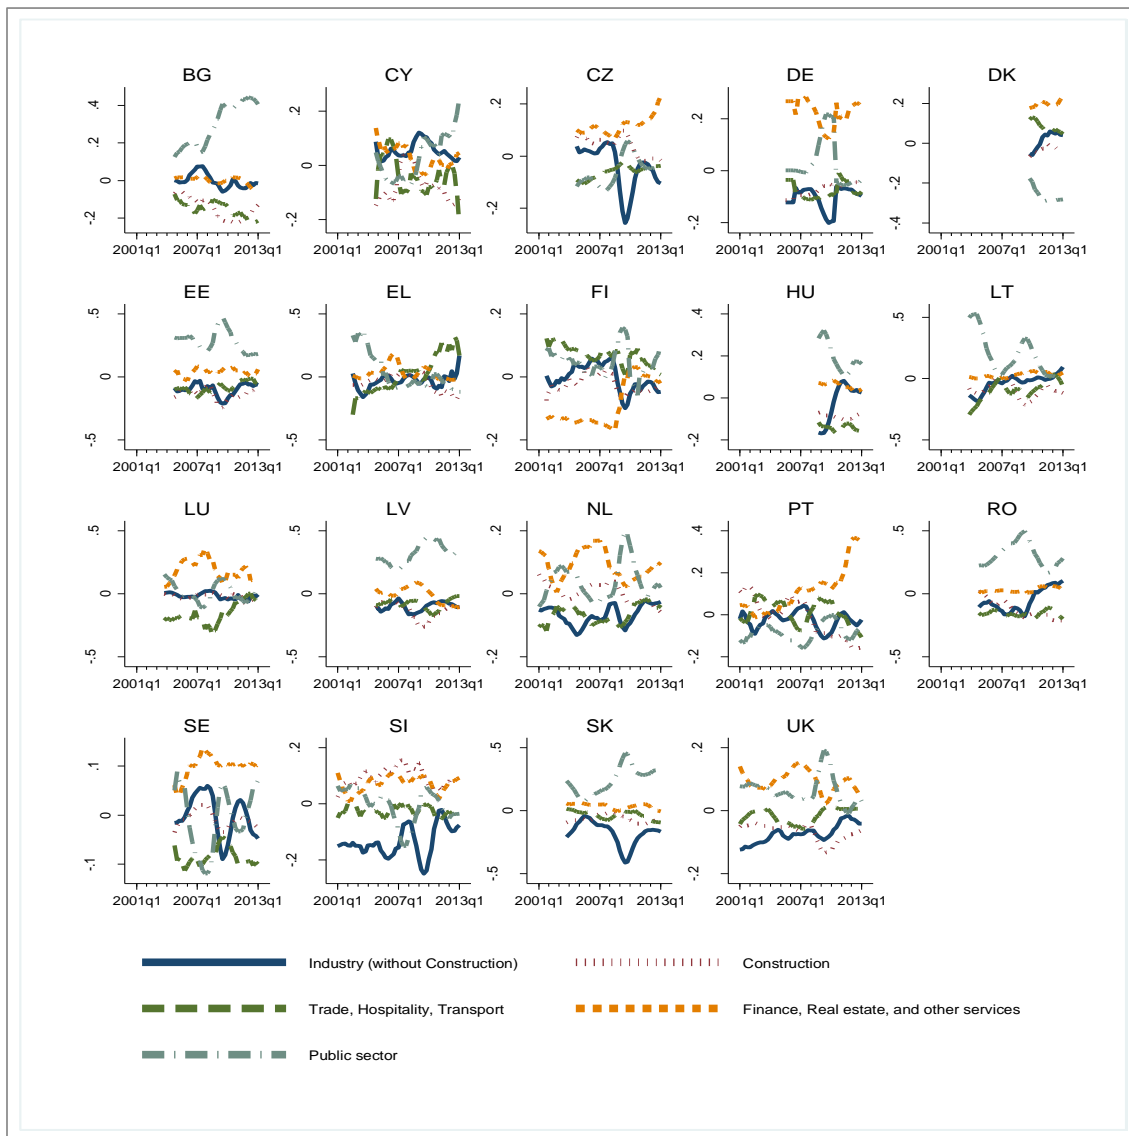 BG CY CZ DE DK
.4 .2 0 -.2
.2 0 -.2
.2 0 -.2
.2 0 -.2
.2 0 -.2 -.4
2001q1 2007q1 2013q1 2001q1 2007q1 2013q1 2001q1 2007q1 2013q1 2001q1 2007q1 2013q1 2001q1 2007q1 2013q1
EE EL FI HU LT
.5 0 -.5
.5 0 -.5
.2 0 -.2
.4 .2 0 -.2
.5 0 -.5
2001q1 2007q1 2013q1 2001q1 2007q1 2013q1 2001q1 2007q1 2013q1 2001q1 2007q1 2013q1 2001q1 2007q1 2013q1
LU LV NL PT RO
.5 0 -.5
.5 0 -.5
.2 0 -.2
.4 .2 0 -.2
.5 0 -.5
2001q1 2007q1 2013q1 2001q1 2007q1 2013q1 2001q1 2007q1 2013q1 2001q1 2007q1 2013q1 2001q1 2007q1 2013q1
SE SI SK UK
.1 0 -.1
.2 0 -.2
.5 0 -.5
.2 0 -.2
2001q1 2007q1 2013q1 2001q1 2007q1 2013q1 2001q1 2007q1 2013q1 2001q1 2007q1 2013q1
Industry (without Construction) Construction
Trade, Hospitality, Transport Finance, Real estate, and other services
Public sector